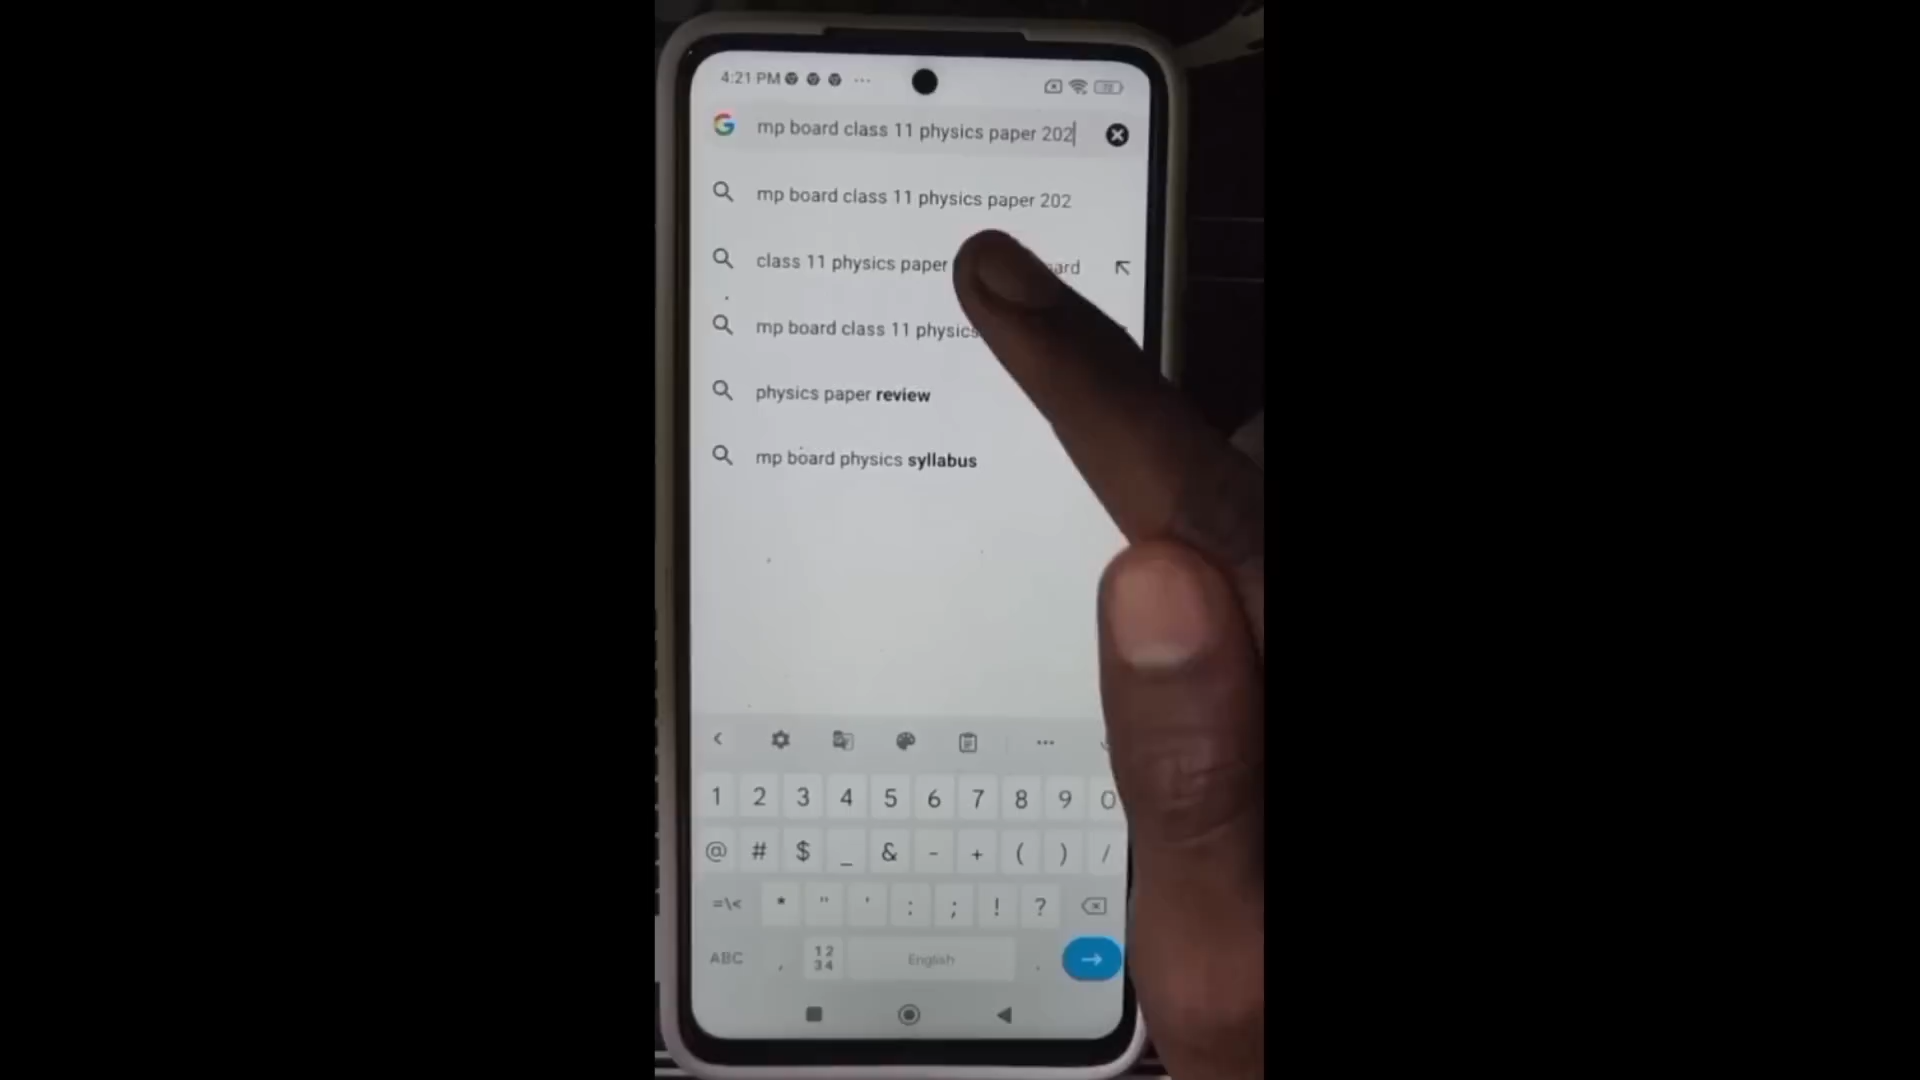 4:21 PM
mp board class 11 physics paper 202
mp board class 11 physics paper 202
class 11 physics paper
mp board class 11 physics
physics paper review
mp board physics syllabus
1 2 3 4 5 6 7 8 9 0
@ # $ _ & - + ( ) /
=\< * " ' : ; ! ?
ABC , 12 34 English .